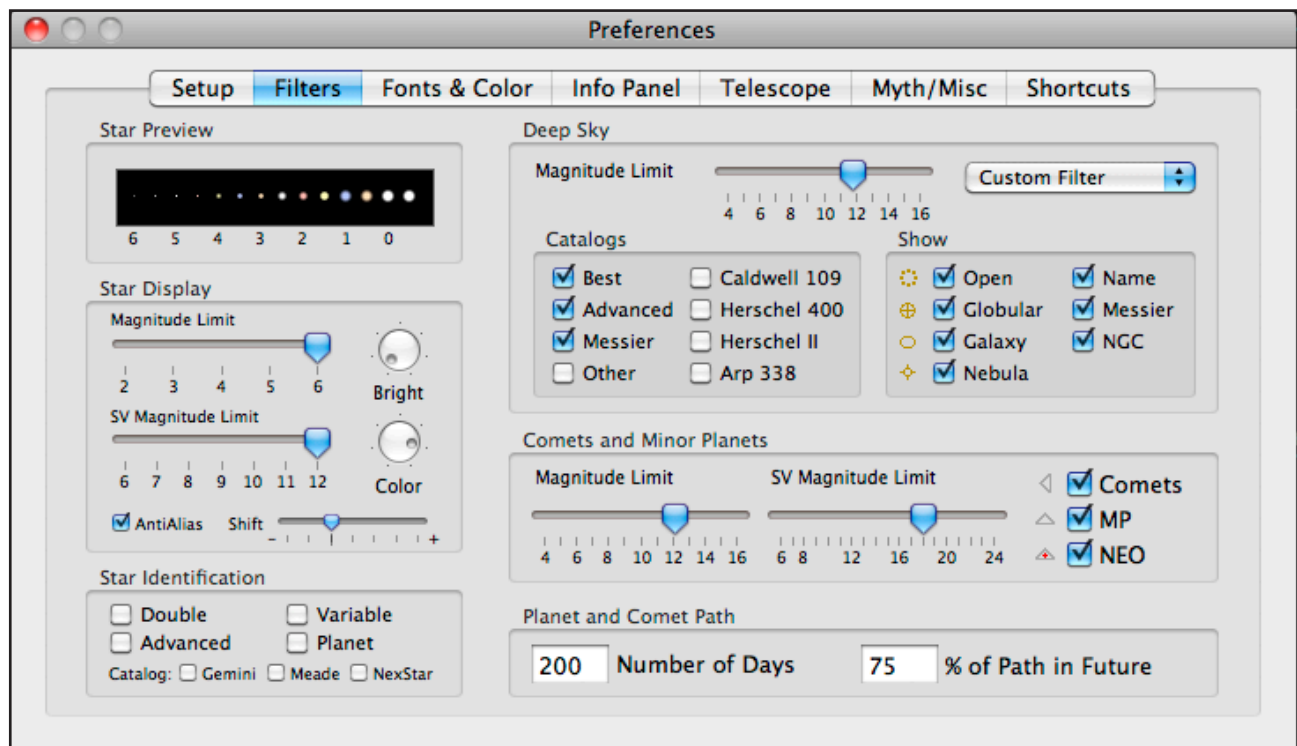 Preferences
Setup Filters Fonts & Color Info Panel Telescope Myth/Misc Shortcuts
Star Preview
6 5 4 3 2 1 0
Star Display
Magnitude Limit
2 3 4 5 6
Bright
SV Magnitude Limit
6 7 8 9 10 11 12
Color
AntiAlias Shift
- +
Star Identification
Double Variable
Advanced Planet
Catalog: Gemini Meade NexStar
Deep Sky
Magnitude Limit
Custom Filter
4 6 8 10 12 14 16
Catalogs
Best Caldwell 109
Advanced Herschel 400
Messier Herschel II
Other Arp 338
Show
Open Name
Globular Messier
Galaxy NGC
Nebula
Comets and Minor Planets
Magnitude Limit
4 6 8 10 12 14 16
SV Magnitude Limit
6 8 12 16 20 24
Comets
MP
NEO
Planet and Comet Path
200 Number of Days
75 % of Path in Future